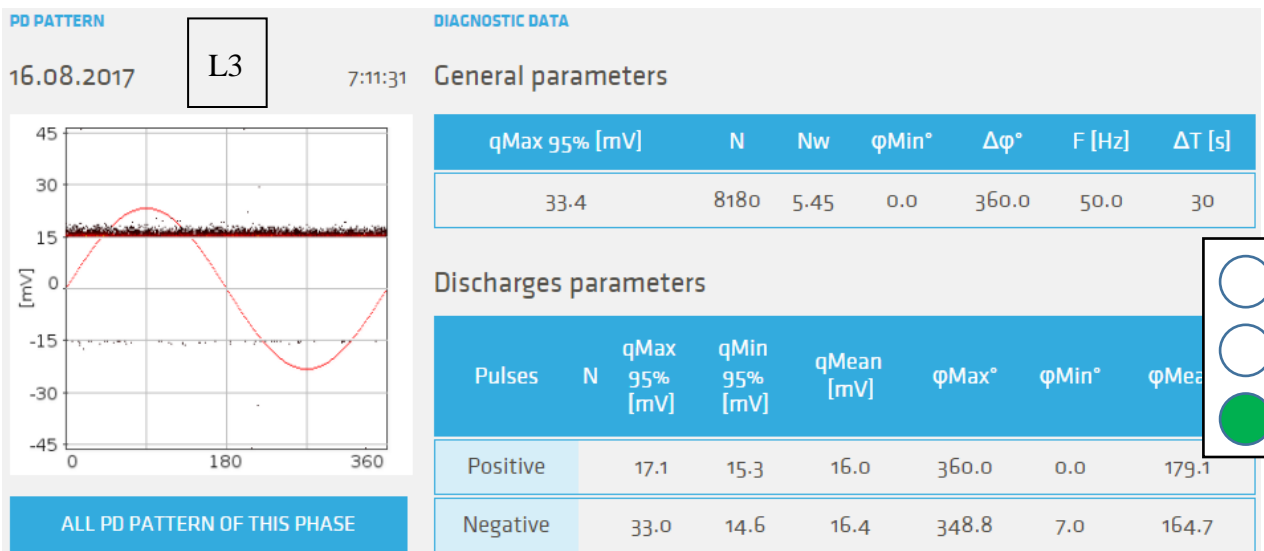 PD PATTERN
16.08.2017 L3 7:11:31
45
30
15
0
-15
-30
-45
[mV]
0 180 360
ALL PD PATTERN OF THIS PHASE
DIAGNOSTIC DATA
General parameters
qMax 95% [mV] N Nw φMin° Δφ° F [Hz] ΔT [s]
33.4 8180 5.45 0.0 360.0 50.0 30
Discharges parameters
Pulses N qMax 95% [mV] qMin 95% [mV] qMean [mV] φMax° φMin° φMea
Positive 17.1 15.3 16.0 360.0 0.0 179.1
Negative 33.0 14.6 16.4 348.8 7.0 164.7